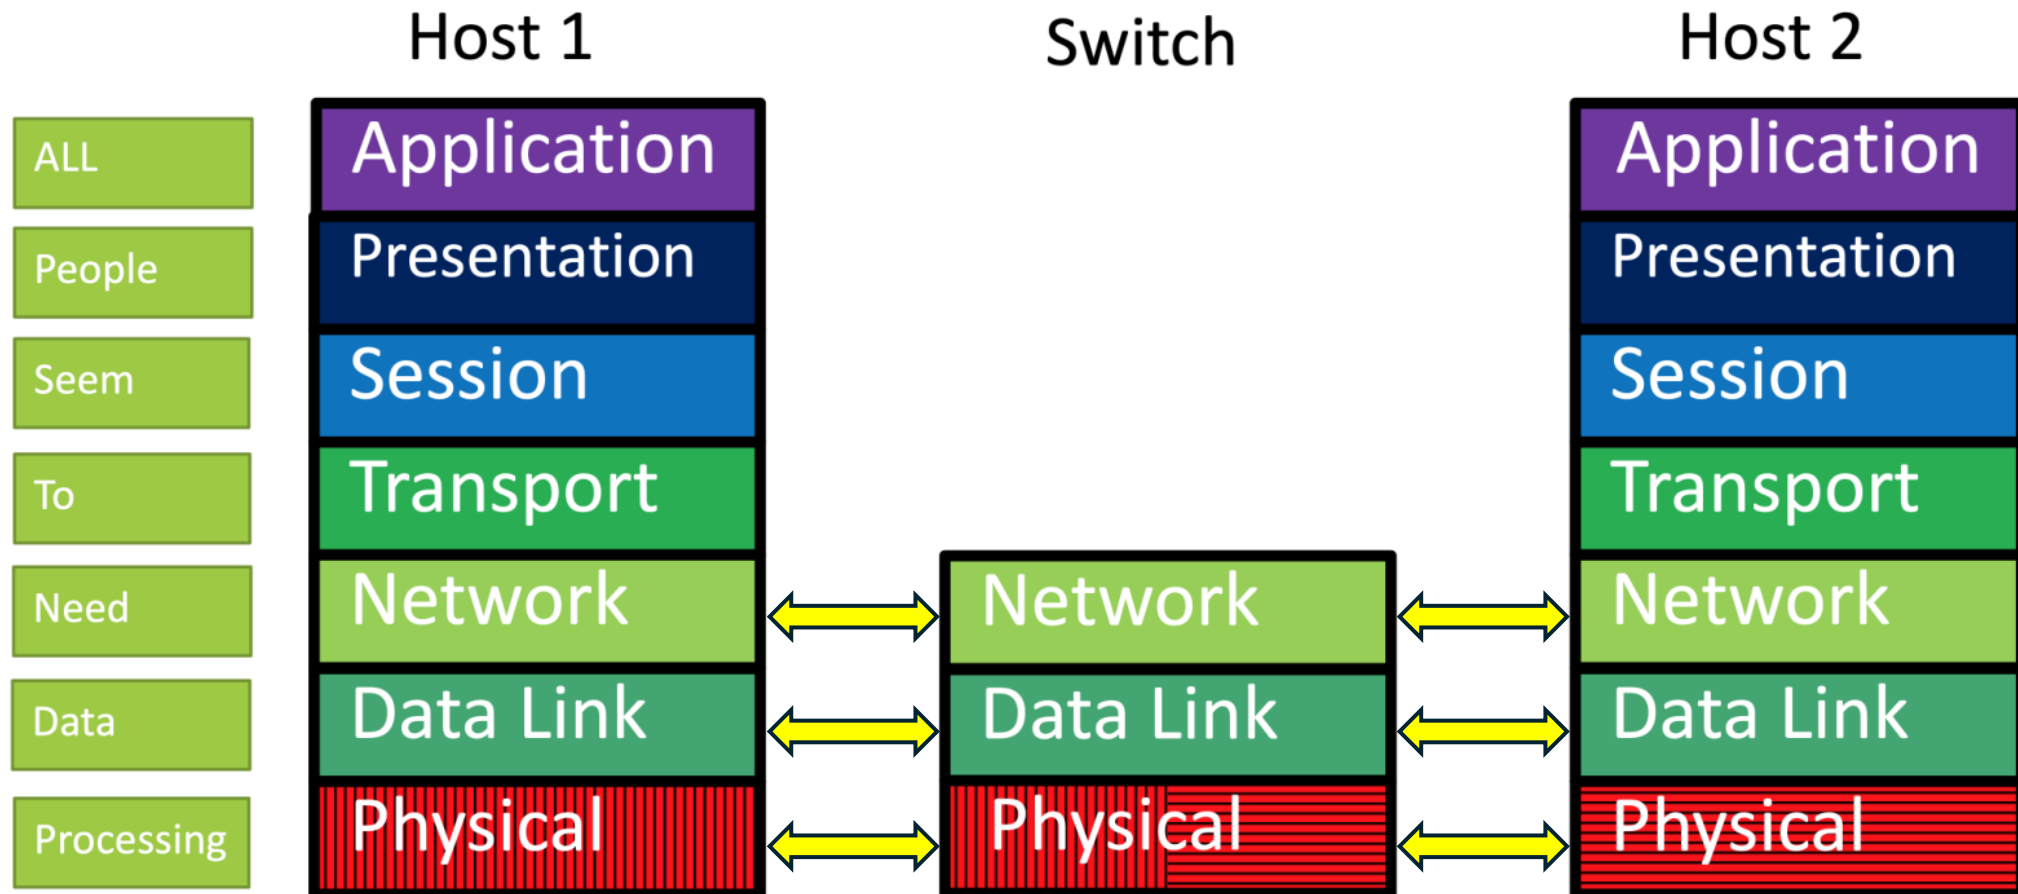 Host 1
Switch
Host 2
ALL
Application
Application
People
Presentation
Presentation
Seem
Session
Session
To
Transport
Transport
Need
Network
Network
Network
Data
Data Link
Data Link
Data Link
Processing
Physical
Physical
Physical